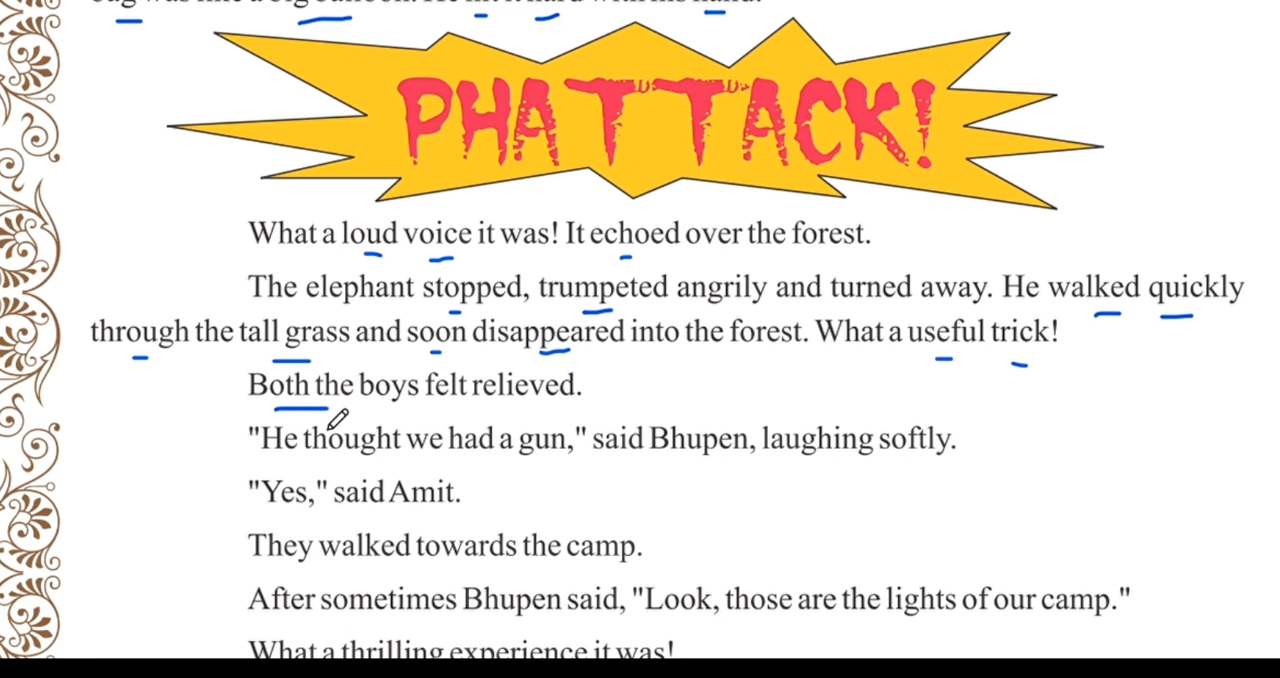 PHATTACK!
What a loud voice it was! It echoed over the forest.
The elephant stopped, trumpeted angrily and turned away. He walked quickly
through the tall grass and soon disappeared into the forest. What a useful trick!
Both the boys felt relieved.
"He thought we had a gun," said Bhupen, laughing softly.
"Yes," said Amit.
They walked towards the camp.
After sometimes Bhupen said, "Look, those are the lights of our camp."
What a thrilling experience it was!